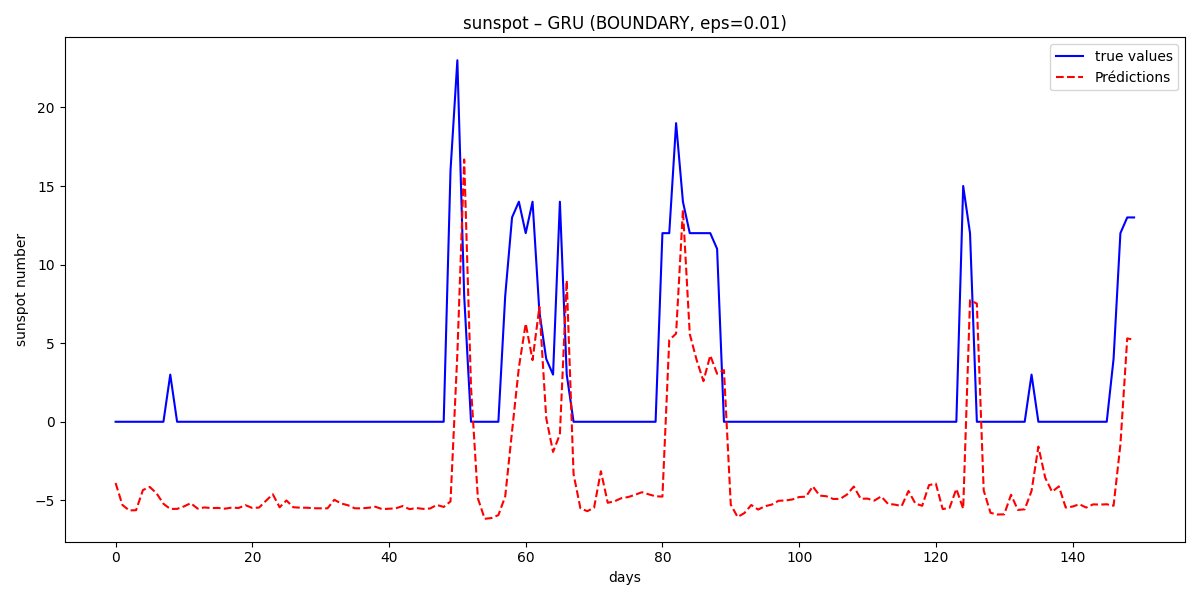 sunspot – GRU (BOUNDARY, eps=0.01)
true values
Prédictions
sunspot number
20
15
10
5
0
−5
0 20 40 60 80 100 120 140
days